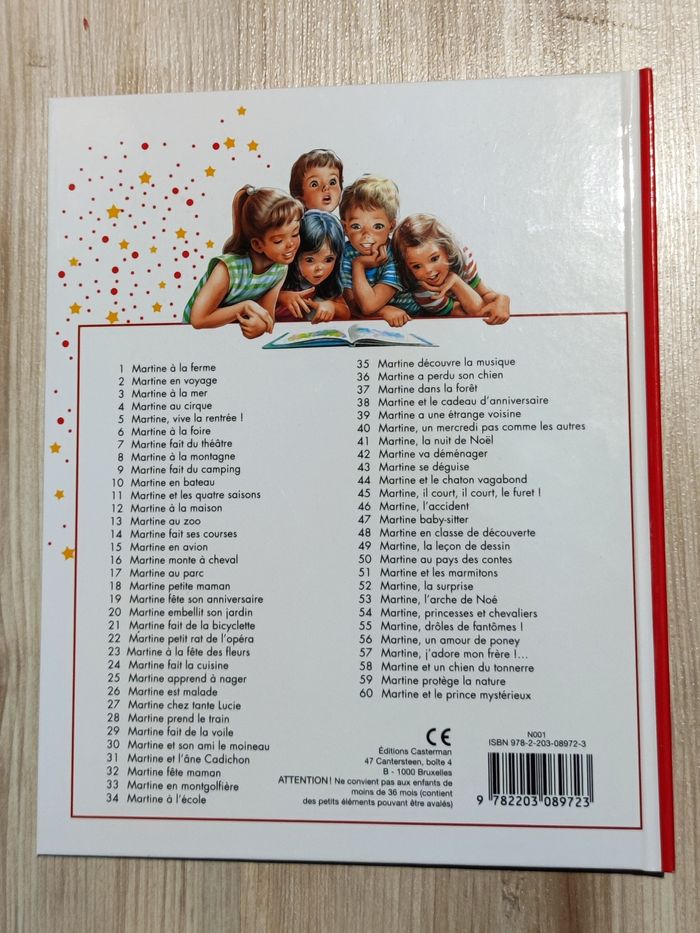 1 Martine à la ferme
2 Martine en voyage
3 Martine à la mer
4 Martine au cirque
5 Martine, vive la rentrée !
6 Martine à la foire
7 Martine fait du théâtre
8 Martine à la montagne
9 Martine fait du camping
10 Martine en bateau
11 Martine et les quatre saisons
12 Martine à la maison
13 Martine au zoo
14 Martine fait ses courses
15 Martine en avion
16 Martine monte à cheval
17 Martine au parc
18 Martine petite maman
19 Martine fête son anniversaire
20 Martine embellit son jardin
21 Martine fait de la bicyclette
22 Martine petit rat de l'opéra
23 Martine à la fête des fleurs
24 Martine fait la cuisine
25 Martine apprend à nager
26 Martine est malade
27 Martine chez tante Lucie
28 Martine prend le train
29 Martine fait de la voile
30 Martine et son ami le moineau
31 Martine et l'âne Cadichon
32 Martine fête maman
33 Martine en montgolfière
34 Martine à l'école
35 Martine découvre la musique
36 Martine a perdu son chien
37 Martine dans la forêt
38 Martine et le cadeau d'anniversaire
39 Martine a une étrange voisine
40 Martine, un mercredi pas comme les autres
41 Martine, la nuit de Noël
42 Martine va déménager
43 Martine se déguise
44 Martine et le chaton vagabond
45 Martine, il court, il court, le furet !
46 Martine, l'accident
47 Martine baby-sitter
48 Martine en classe de découverte
49 Martine, la leçon de dessin
50 Martine au pays des contes
51 Martine et les marmitons
52 Martine, la surprise
53 Martine, l'arche de Noé
54 Martine, princesses et chevaliers
55 Martine, drôles de fantômes !
56 Martine, un amour de poney
57 Martine, j'adore mon frère !...
58 Martine et un chien du tonnerre
59 Martine protège la nature
60 Martine et le prince mystérieux
CE
Éditions Casterman
47 Cantersteen, boîte 4
B - 1000 Bruxelles
ATTENTION ! Ne convient pas aux enfants de
moins de 36 mois (contient
des petits éléments pouvant être avalés)
N001
ISBN 978-2-203-08972-3
9 782203 089723